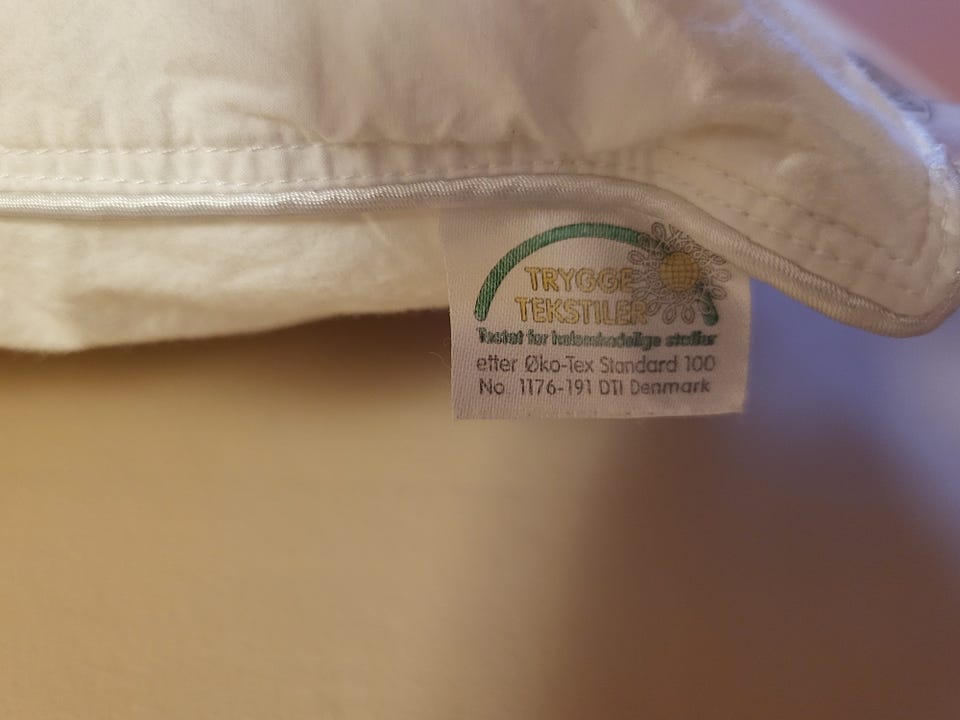 TRYGGE
TEKSTILER
Testet for helseskadelige stoffer
etter Øko-Tex Standard 100
No. 1176-191 DTI Denmark